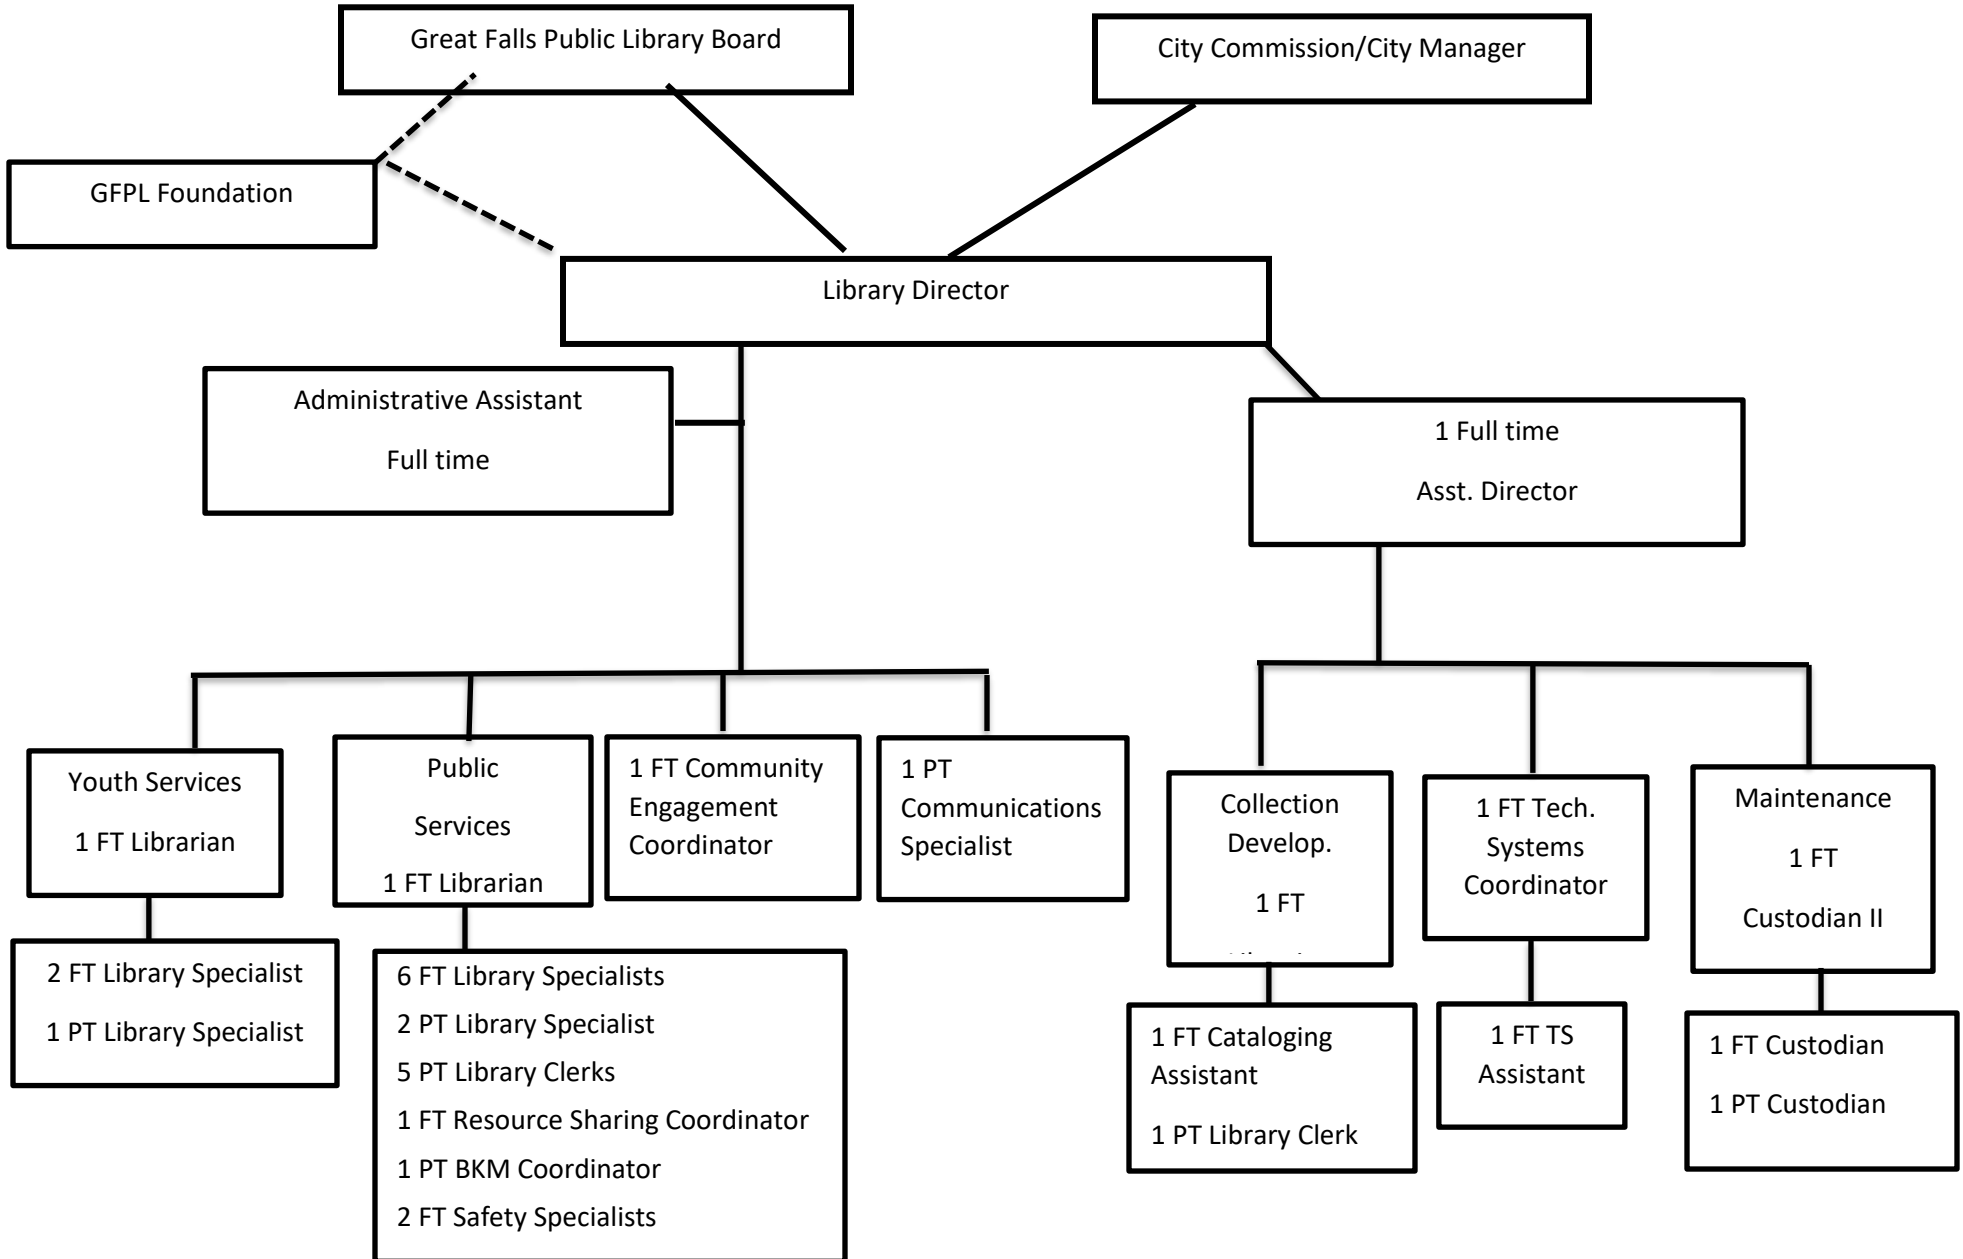 Great Falls Public Library Board
City Commission/City Manager
GFPL Foundation
Library Director
Administrative Assistant
Full time
1 Full time
Asst. Director
Youth Services
1 FT Librarian
Public
Services
1 FT Librarian
1 FT Community
Engagement
Coordinator
1 PT
Communications
Specialist
Collection
Develop.
1 FT
1 FT Tech.
Systems
Coordinator
Maintenance
1 FT
Custodian II
2 FT Library Specialist
1 PT Library Specialist
6 FT Library Specialists
2 PT Library Specialist
5 PT Library Clerks
1 FT Resource Sharing Coordinator
1 PT BKM Coordinator
2 FT Safety Specialists
1 FT Cataloging
Assistant
1 PT Library Clerk
1 FT TS
Assistant
1 FT Custodian
1 PT Custodian